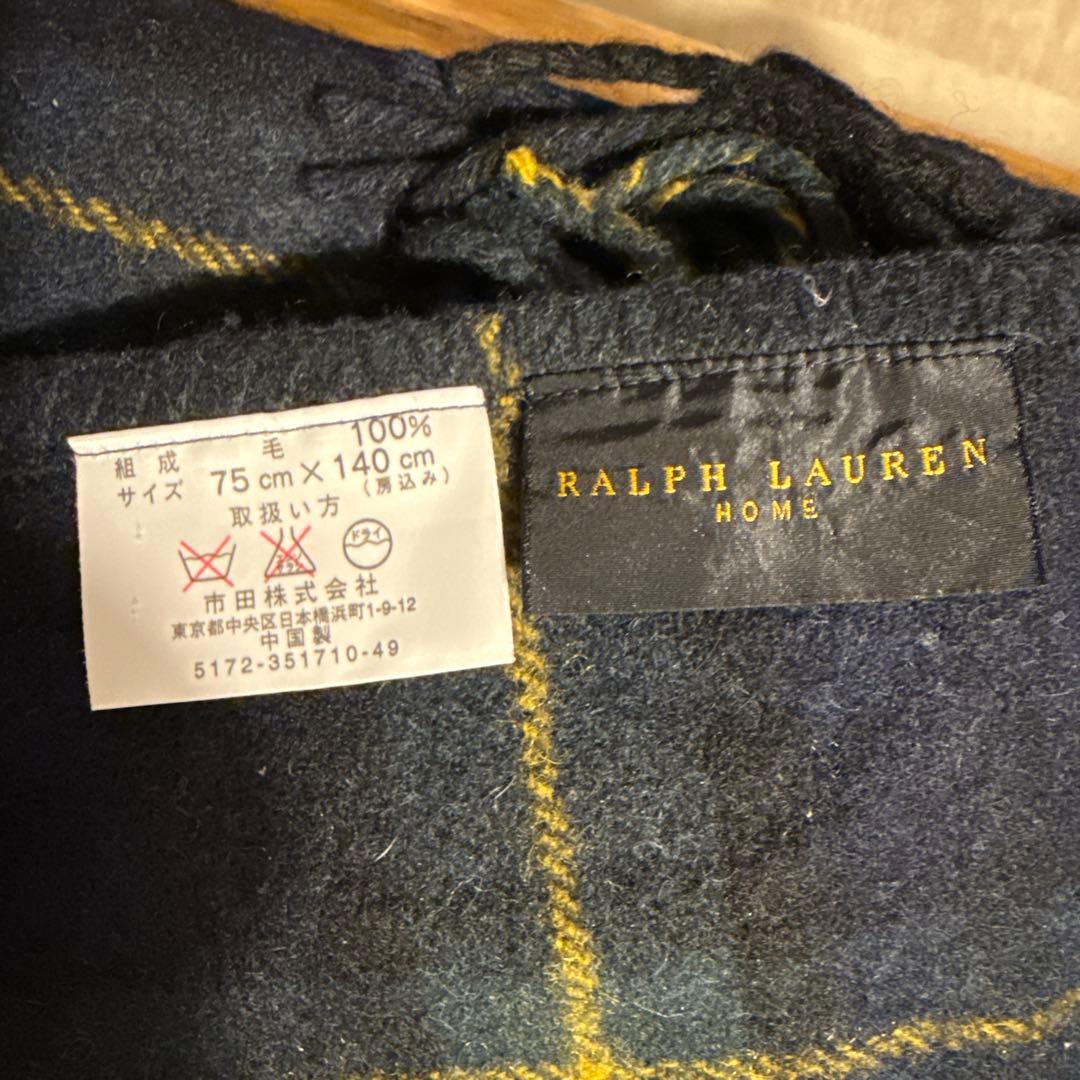 組成 毛 100%
サイズ 75cm×140cm
(房込み)
取扱い方
ドライ
市田株式会社
東京都中央区日本橋浜町1-9-12
中国製
5172-351710-49
RALPH LAUREN
HOME